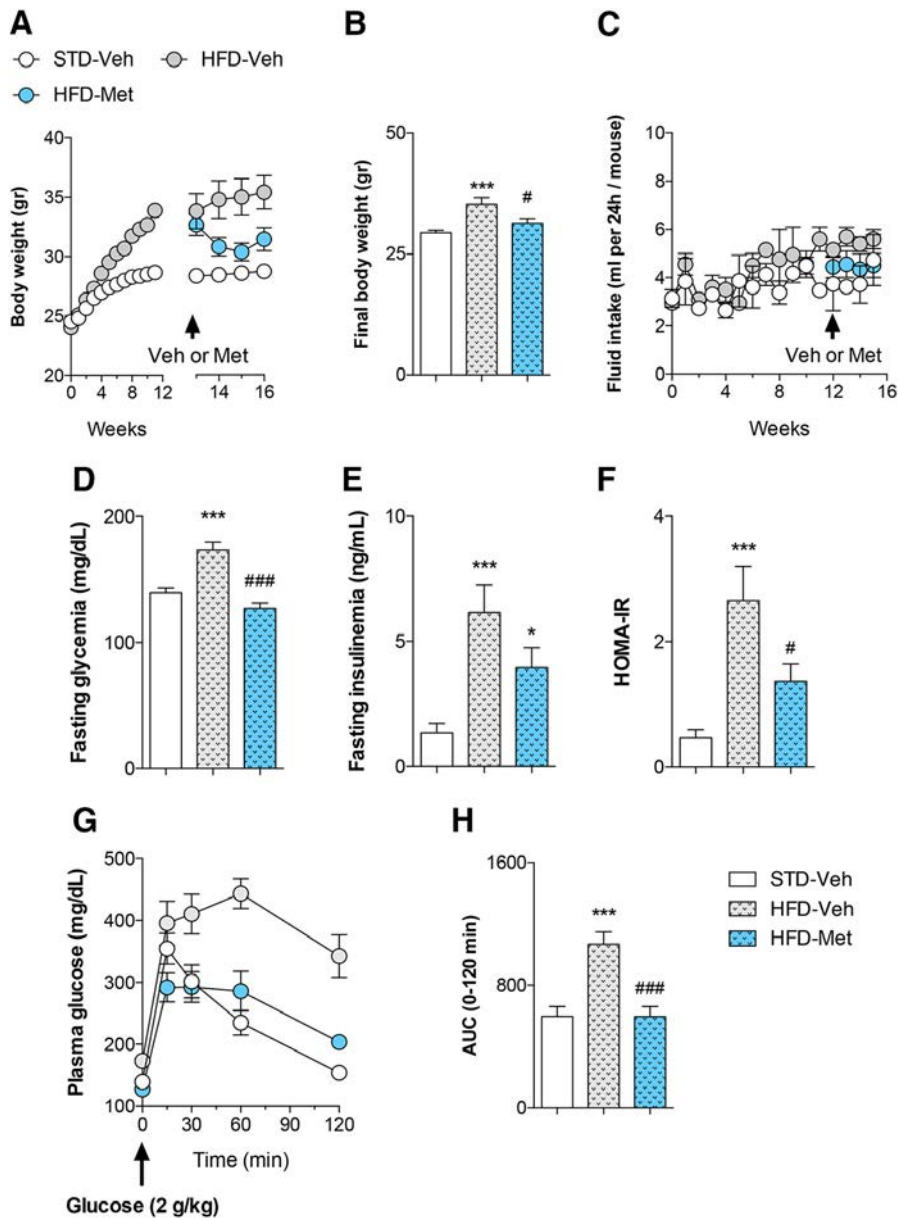 A
STD-Veh
HFD-Veh
HFD-Met
Body weight (gr)
40
35
30
25
20
0 4 8 12 14 16
Veh or Met
Weeks
B
Final body weight (gr)
50
25
0
***
#
C
Fluid intake (ml per 24h / mouse)
10
8
6
4
2
0
0 4 8 12 16
Veh or Met
Weeks
D
Fasting glycemia (mg/dL)
200
100
0
***
###
E
Fasting insulinemia (ng/mL)
10
5
0
***
*
F
HOMA-IR
4
2
0
***
#
G
Plasma glucose (mg/dL)
500
400
300
200
100
0 30 60 90 120
Time (min)
Glucose (2 g/kg)
H
AUC (0-120 min)
1600
800
0
***
###
STD-Veh
HFD-Veh
HFD-Met